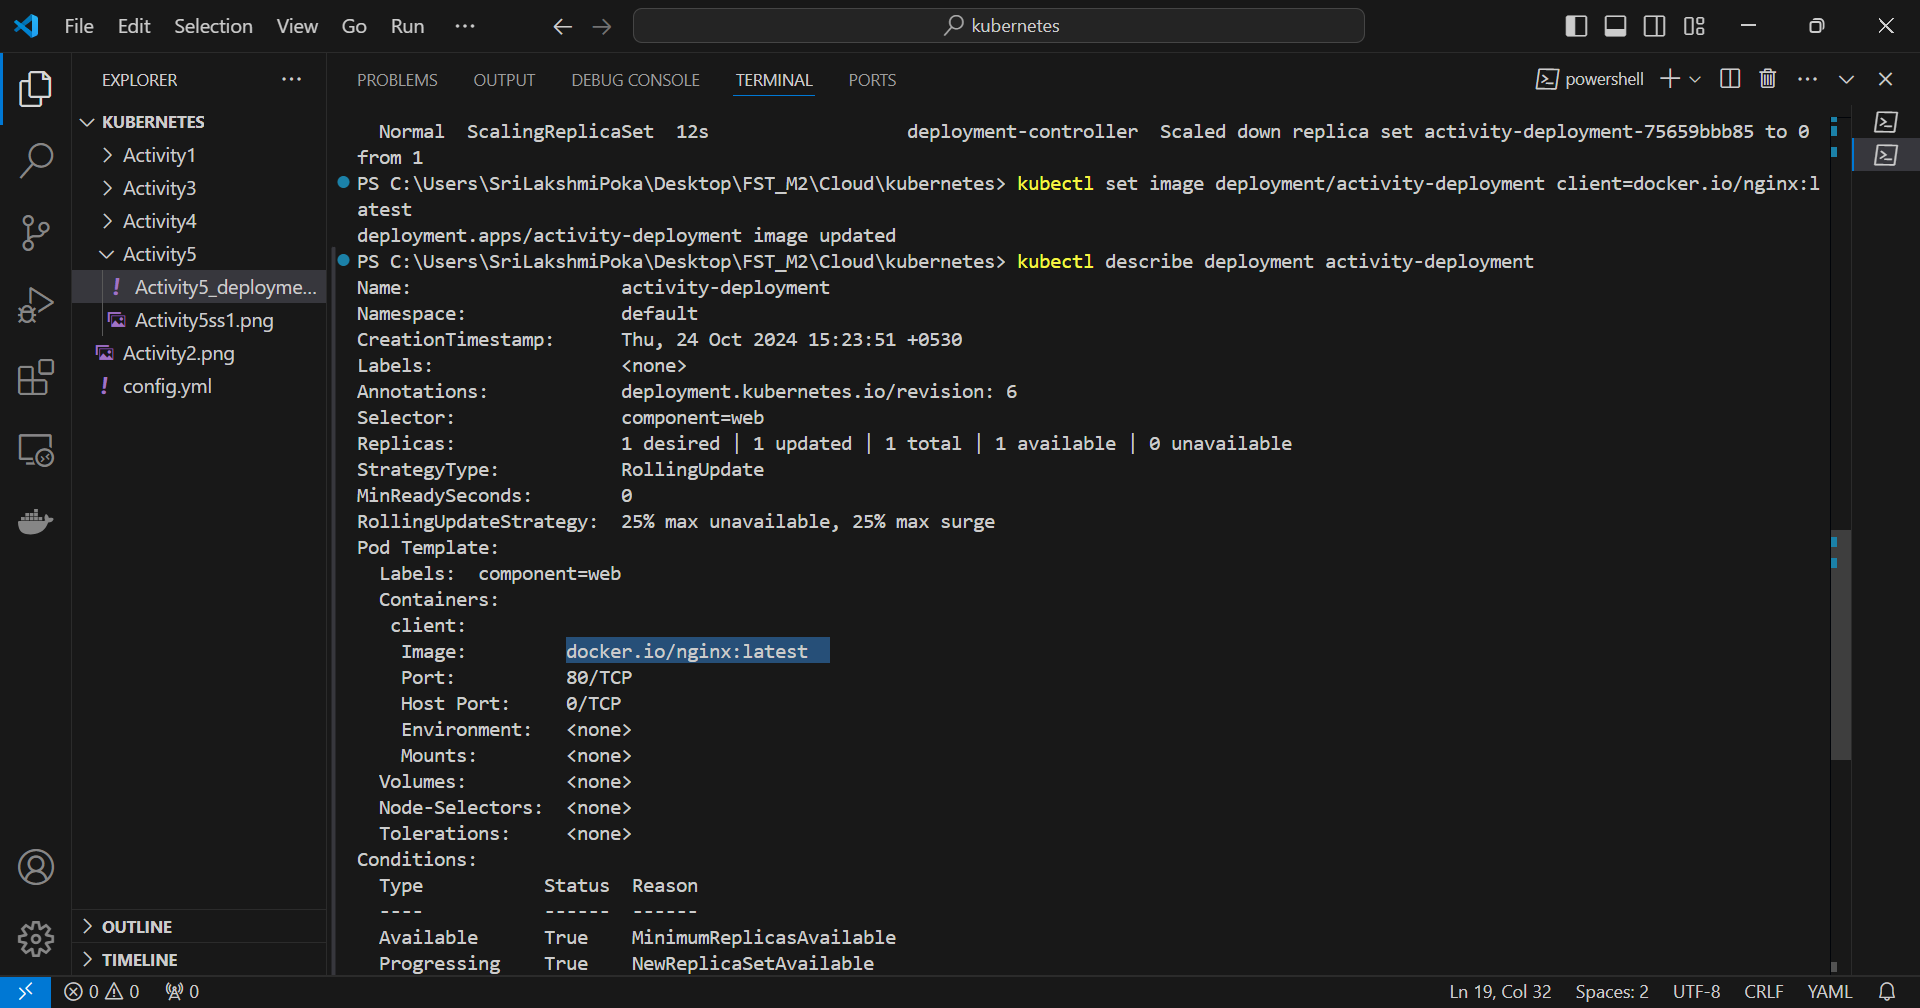 File Edit Selection View Go Run ··· kubernetes
EXPLORER ···
KUBERNETES
Activity1
Activity3
Activity4
Activity5
Activity5_deployme...
Activity5ss1.png
Activity2.png
config.yml
OUTLINE
TIMELINE
PROBLEMS OUTPUT DEBUG CONSOLE TERMINAL PORTS powershell
Normal ScalingReplicaSet 12s deployment-controller Scaled down replica set activity-deployment-75659bbb85 to 0
from 1
PS C:\Users\SriLakshmiPoka\Desktop\FST_M2\Cloud\kubernetes> kubectl set image deployment/activity-deployment client=docker.io/nginx:l
atest
deployment.apps/activity-deployment image updated
PS C:\Users\SriLakshmiPoka\Desktop\FST_M2\Cloud\kubernetes> kubectl describe deployment activity-deployment
Name: activity-deployment
Namespace: default
CreationTimestamp: Thu, 24 Oct 2024 15:23:51 +0530
Labels: <none>
Annotations: deployment.kubernetes.io/revision: 6
Selector: component=web
Replicas: 1 desired | 1 updated | 1 total | 1 available | 0 unavailable
StrategyType: RollingUpdate
MinReadySeconds: 0
RollingUpdateStrategy: 25% max unavailable, 25% max surge
Pod Template:
Labels: component=web
Containers:
client:
Image: docker.io/nginx:latest
Port: 80/TCP
Host Port: 0/TCP
Environment: <none>
Mounts: <none>
Volumes: <none>
Node-Selectors: <none>
Tolerations: <none>
Conditions:
Type Status Reason
---- ------ ------
Available True MinimumReplicasAvailable
Progressing True NewReplicaSetAvailable
0 0 0 Ln 19, Col 32 Spaces: 2 UTF-8 CRLF YAML